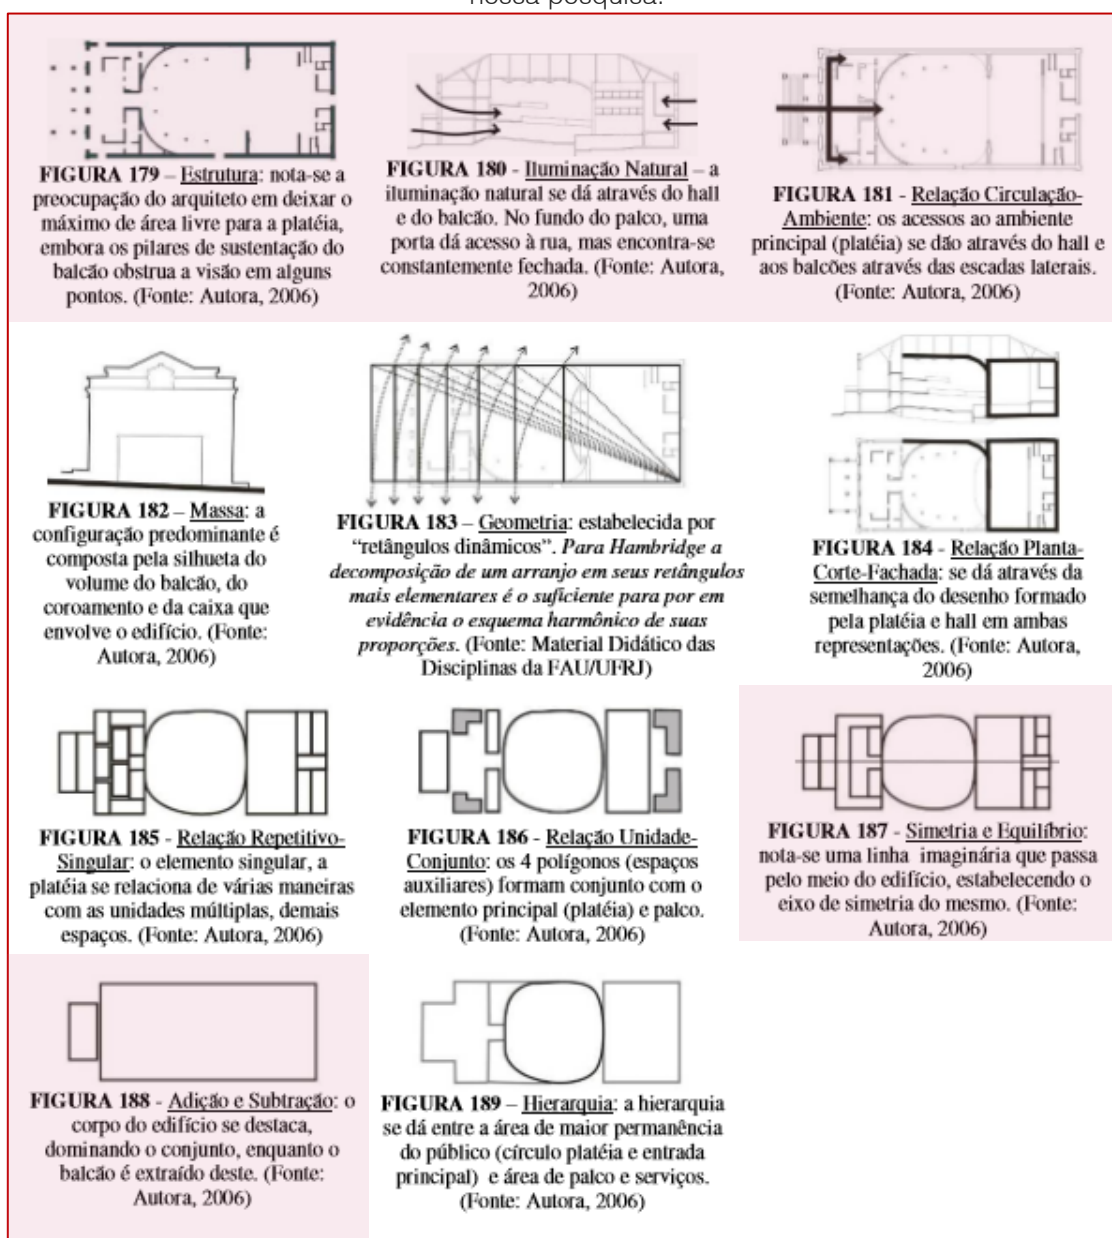 nossa pesquisa.
FIGURA 179 – Estrutura: nota-se a
preocupação do arquiteto em deixar o
máximo de área livre para a platéia,
embora os pilares de sustentação do
balcão obstrua a visão em alguns
pontos. (Fonte: Autora, 2006)
FIGURA 180 - Iluminação Natural – a
iluminação natural se dá através do hall
e do balcão. No fundo do palco, uma
porta dá acesso à rua, mas encontra-se
constantemente fechada. (Fonte: Autora,
2006)
FIGURA 181 - Relação Circulação-
Ambiente: os acessos ao ambiente
principal (platéia) se dão através do hall e
aos balcões através das escadas laterais.
(Fonte: Autora, 2006)
FIGURA 182 – Massa: a
configuração predominante é
composta pela silhueta do
volume do balcão, do
coroamento e da caixa que
envolve o edifício. (Fonte:
Autora, 2006)
FIGURA 183 – Geometria: estabelecida por
“retângulos dinâmicos”. Para Hambridge a
decomposição de um arranjo em seus retângulos
mais elementares é o suficiente para por em
evidência o esquema harmônico de suas
proporções. (Fonte: Material Didático das
Disciplinas da FAU/UFRJ)
FIGURA 184 - Relação Planta-
Corte-Fachada: se dá através da
semelhança do desenho formado
pela platéia e hall em ambas
representações. (Fonte: Autora,
2006)
FIGURA 185 - Relação Repetitivo-
Singular: o elemento singular, a
platéia se relaciona de várias maneiras
com as unidades múltiplas, demais
espaços. (Fonte: Autora, 2006)
FIGURA 186 - Relação Unidade-
Conjunto: os 4 polígonos (espaços
auxiliares) formam conjunto com o
elemento principal (platéia) e palco.
(Fonte: Autora, 2006)
FIGURA 187 - Simetria e Equilíbrio:
nota-se uma linha imaginária que passa
pelo meio do edifício, estabelecendo o
eixo de simetria do mesmo. (Fonte:
Autora, 2006)
FIGURA 188 - Adição e Subtração: o
corpo do edifício se destaca,
dominando o conjunto, enquanto o
balcão é extraído deste. (Fonte:
Autora, 2006)
FIGURA 189 – Hierarquia: a hierarquia
se dá entre a área de maior permanência
do público (círculo platéia e entrada
principal) e área de palco e serviços.
(Fonte: Autora, 2006)